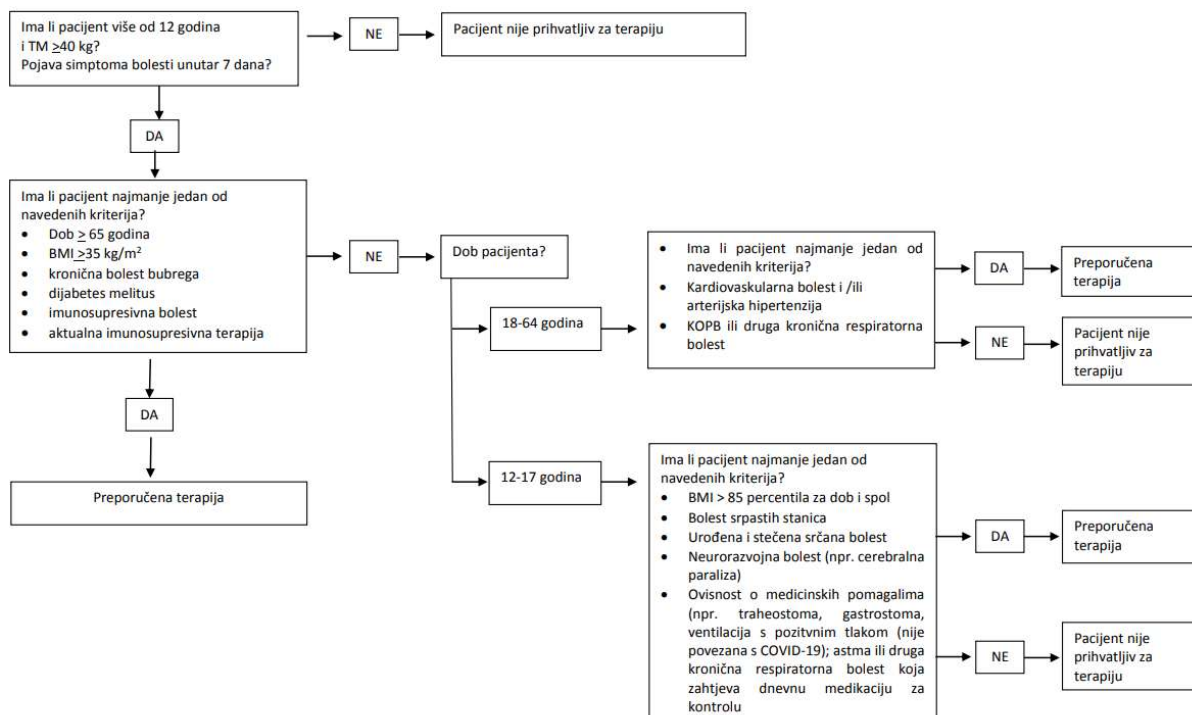 Ima li pacijent više od 12 godina
i TM ≥40 kg?
Pojava simptoma bolesti unutar 7 dana?
NE
Pacijent nije prihvatljiv za terapiju
DA
Ima li pacijent najmanje jedan od
navedenih kriterija?
• Dob ≥ 65 godina
• BMI ≥35 kg/m²
• kronična bolest bubrega
• dijabetes melitus
• imunosupresivna bolest
• aktualna imunosupresivna terapija
NE
Dob pacijenta?
DA
Preporučena terapija
18-64 godina
• Ima li pacijent najmanje jedan od
navedenih kriterija?
• Kardiovaskularna bolest i /ili
arterijska hipertenzija
• KOPB ili druga kronična respiratorna
bolest
DA
Preporučena
terapija
NE
Pacijent nije
prihvatljiv za
terapiju
12-17 godina
Ima li pacijent najmanje jedan od
navedenih kriterija?
• BMI > 85 percentila za dob i spol
• Bolest srpastih stanica
• Urođena i stečena srčana bolest
• Neurorazvojna bolest (npr. cerebralna
paraliza)
• Ovisnost o medicinskih pomagalima
(npr. traheostoma, gastrostoma,
ventilacija s pozitvnim tlakom (nije
povezana s COVID-19); astma ili druga
kronična respiratorna bolest koja
zahtjeva dnevnu medikaciju za
kontrolu
DA
Preporučena
terapija
NE
Pacijent nije
prihvatljiv za
terapiju